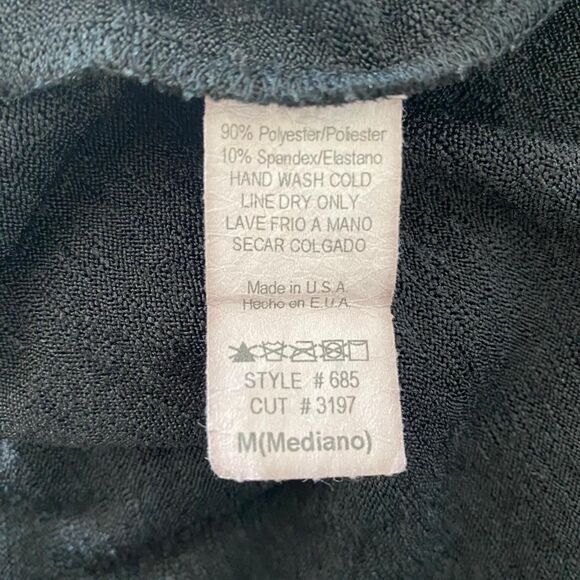 90% Polyester/Poliester
10% Spandex/Elastano
HAND WASH COLD
LINE DRY ONLY
LAVE FRIO A MANO
SECAR COLGADO
Made in U.S.A.
Hecho en E.U.A.
STYLE # 685
CUT # 3197
M(Mediano)